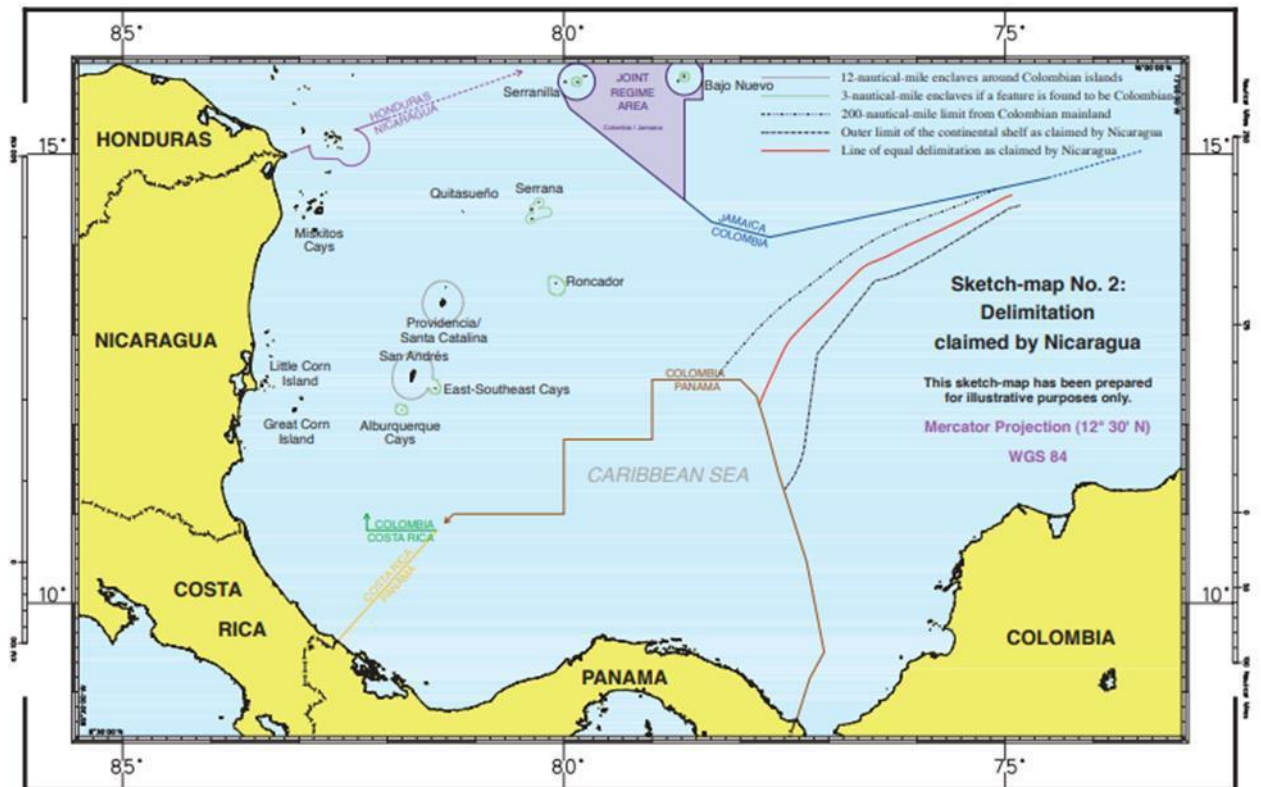 85°
80°
75°
HONDURAS
NICARAGUA
JOINT
REGIME
AREA
Colombia / Jamaica
Serranilla
Bajo Nuevo
12-nautical-mile enclaves around Colombian islands
3-nautical-mile enclaves if a feature is found to be Colombian
200-nautical-mile limit from Colombian mainland
Outer limit of the continental shelf as claimed by Nicaragua
Line of equal delimitation as claimed by Nicaragua
15°
15°
HONDURAS
Quitasueño
Serrana
Miskitos
Cays
JAMAICA
COLOMBIA
Roncador
Sketch-map No. 2:
Delimitation
claimed by Nicaragua
Providencia/
Santa Catalina
NICARAGUA
San Andrés
Little Corn
Island
COLOMBIA
PANAMA
East-Southeast Cays
This sketch-map has been prepared
for illustrative purposes only.
Great Corn
Island
Alburquerque
Cays
Mercator Projection (12° 30' N)
WGS 84
CARIBBEAN SEA
COLOMBIA
COSTA RICA
COSTA RICA
PANAMA
10°
10°
COSTA
RICA
COLOMBIA
PANAMA
85°
80°
75°